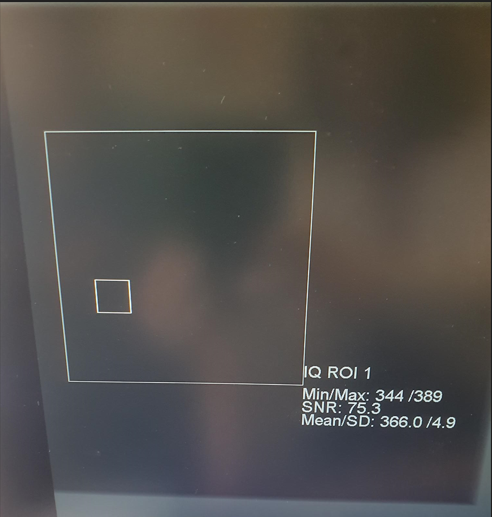 IQ ROI 1
Min/Max: 344 /389
SNR: 75.3
Mean/SD: 366.0 /4.9